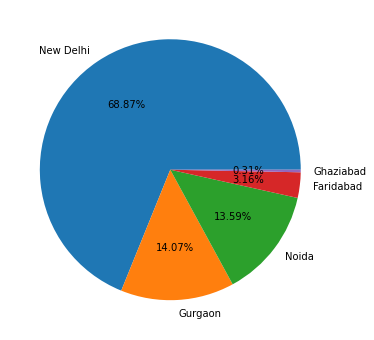 New Delhi
68.87%
0.31%
Ghaziabad
3.16%
Faridabad
13.59%
14.07%
Noida
Gurgaon